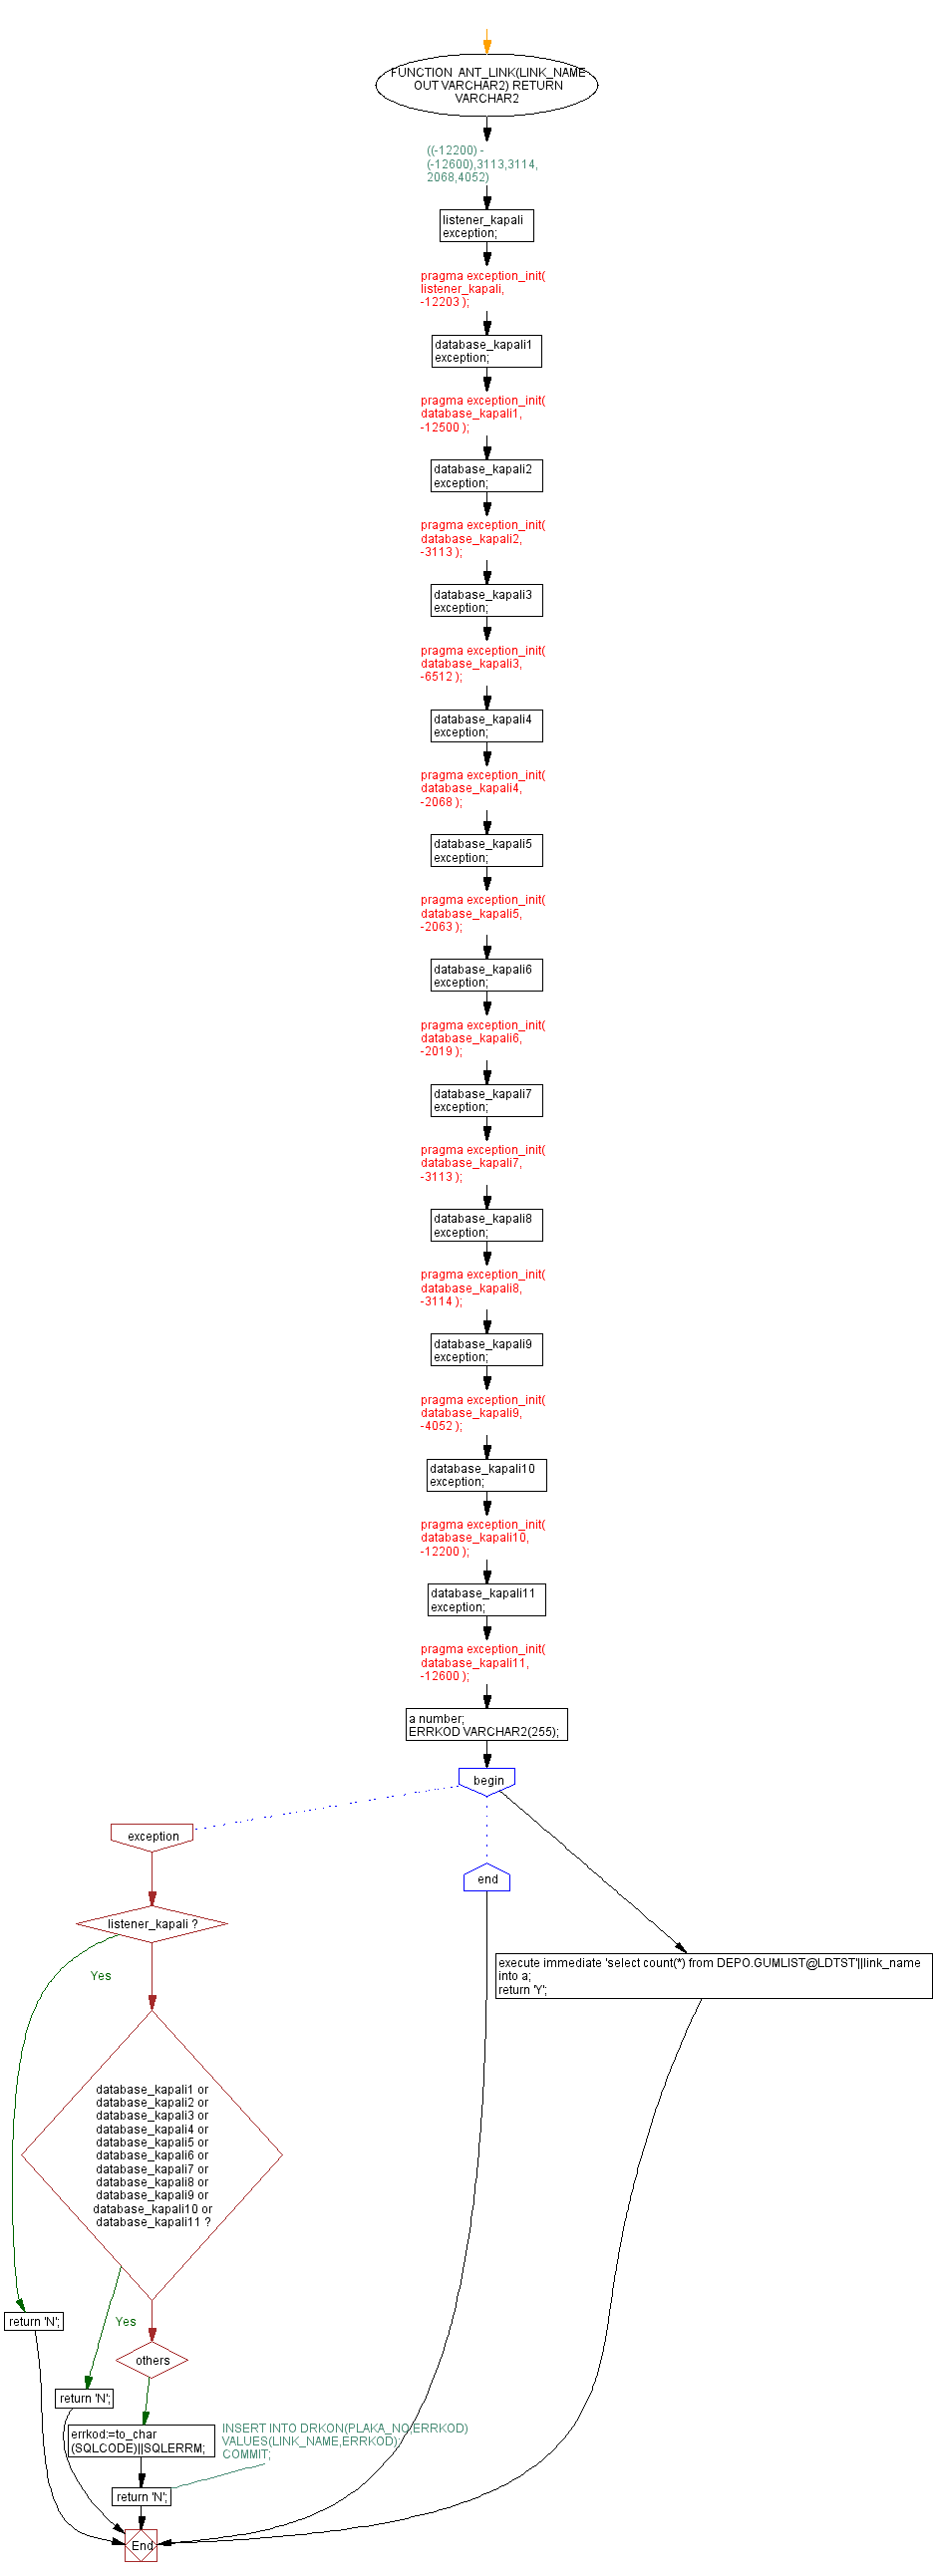 FUNCTION  ANT_LINK(LINK_NAME
OUT VARCHAR2) RETURN
VARCHAR2
((-12200) -
(-12600),3113,3114,
2068,4052)
listener_kapali
exception;
pragma exception_init(
listener_kapali,
-12203 );
database_kapali1
exception;
pragma exception_init(
database_kapali1,
-12500 );
database_kapali2
exception;
pragma exception_init(
database_kapali2,
-3113 );
database_kapali3
exception;
pragma exception_init(
database_kapali3,
-6512 );
database_kapali4
exception;
pragma exception_init(
database_kapali4,
-2068 );
database_kapali5
exception;
pragma exception_init(
database_kapali5,
-2063 );
database_kapali6
exception;
pragma exception_init(
database_kapali6,
-2019 );
database_kapali7
exception;
pragma exception_init(
database_kapali7,
-3113 );
database_kapali8
exception;
pragma exception_init(
database_kapali8,
-3114 );
database_kapali9
exception;
pragma exception_init(
database_kapali9,
-4052 );
database_kapali10
exception;
pragma exception_init(
database_kapali10,
-12200 );
database_kapali11
exception;
pragma exception_init(
database_kapali11,
-12600 );
a number;
ERRKOD VARCHAR2(255);
begin
exception
end
listener_kapali ?
execute immediate 'select count(*) from DEPO.GUMLIST@LDTST'||link_name
into a;
return 'Y';
Yes
database_kapali1 or
database_kapali2 or
database_kapali3 or
database_kapali4 or
database_kapali5 or
database_kapali6 or
database_kapali7 or
database_kapali8 or
database_kapali9 or
database_kapali10 or
database_kapali11 ?
return 'N';
Yes
others
return 'N';
errkod:=to_char
(SQLCODE)||SQLERRM;
INSERT INTO DRKON(PLAKA_NO,ERRKOD)
VALUES(LINK_NAME,ERRKOD);
COMMIT;
return 'N';
End